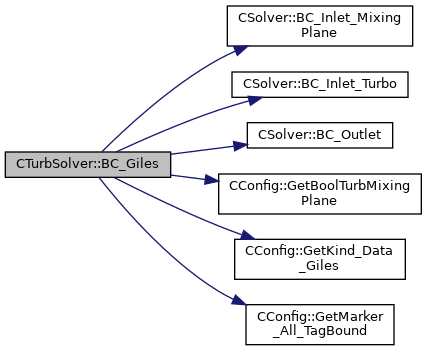 CTurbSolver::BC_Giles
CSolver::BC_Inlet_Mixing
Plane
CSolver::BC_Inlet_Turbo
CSolver::BC_Outlet
CConfig::GetBoolTurbMixing
Plane
CConfig::GetKind_Data
_Giles
CConfig::GetMarker
_All_TagBound